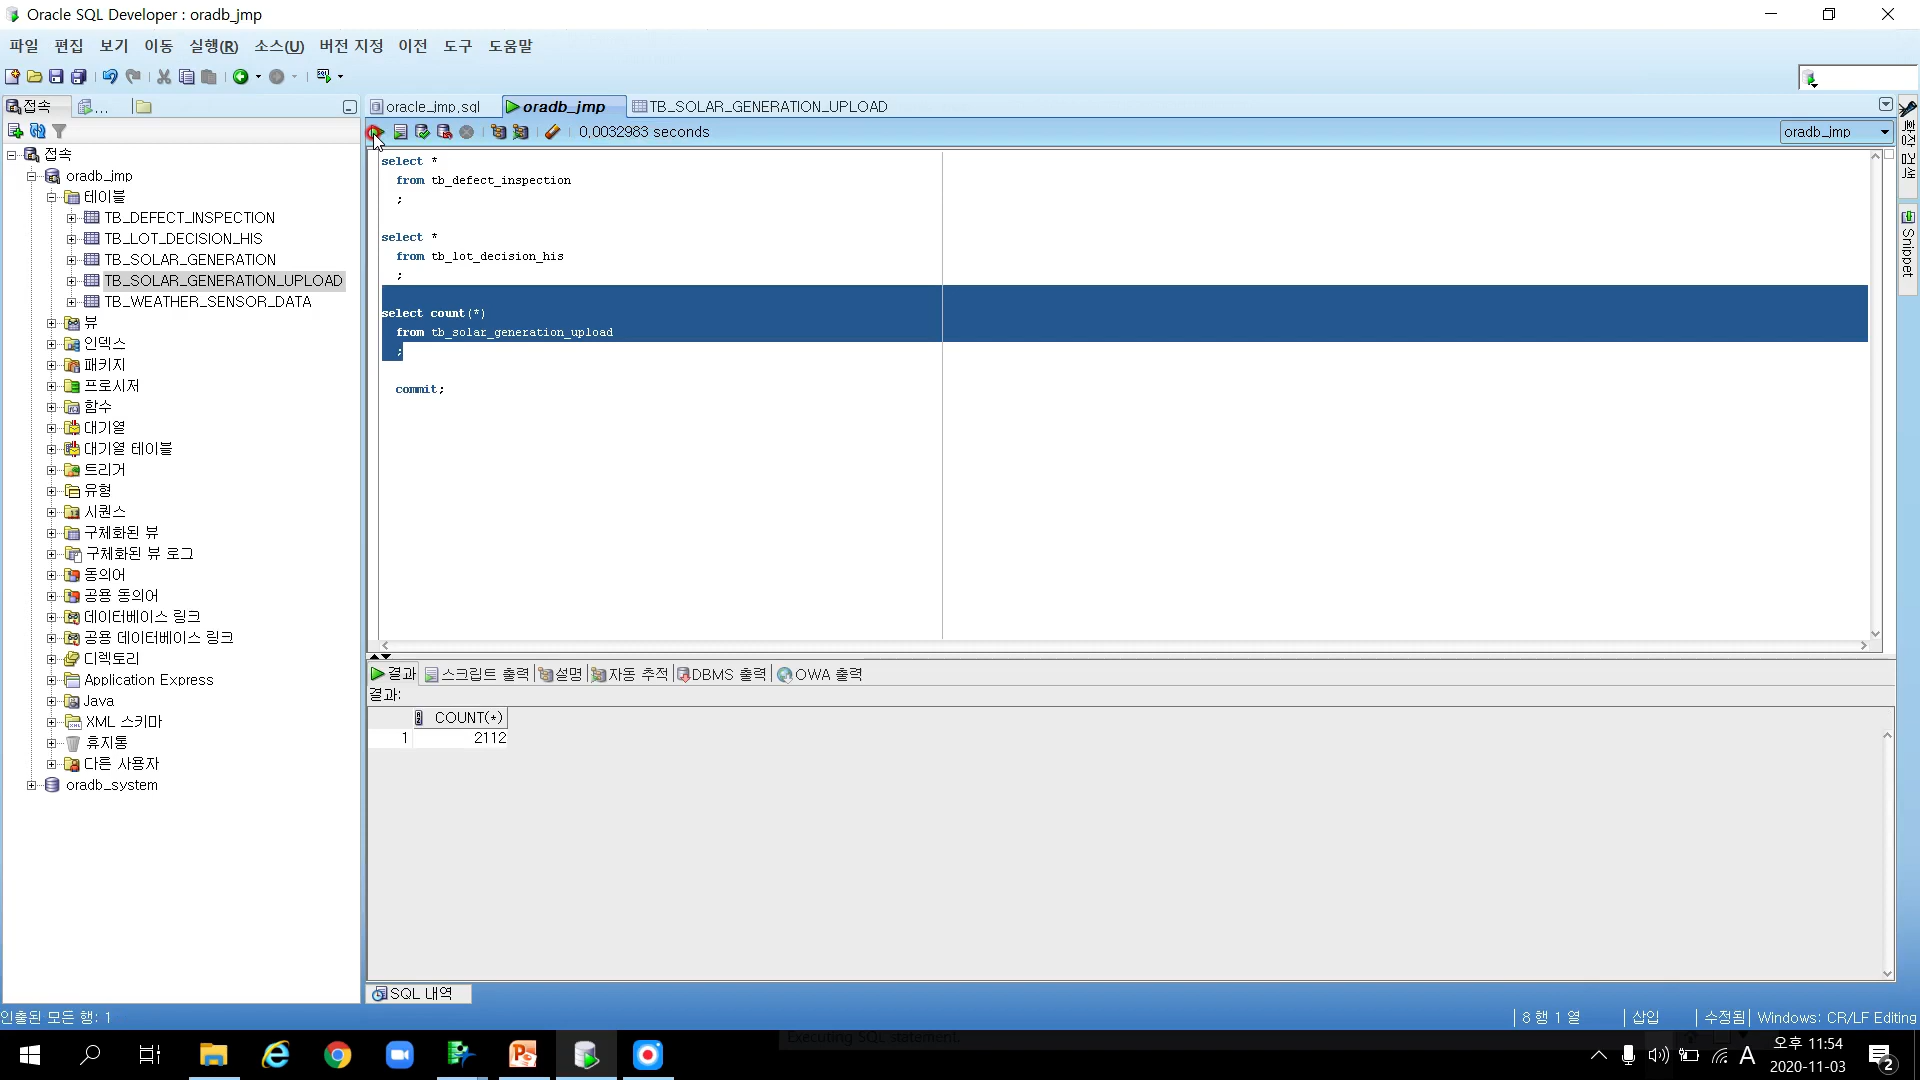 Oracle SQL Developer : oradb_jmp
파일 편집 보기 이동 실행(R) 소스(U) 버전 지정 이전 도구 도움말
접속 ...
oracle_jmp.sql oradb_jmp TB_SOLAR_GENERATION_UPLOAD
0.0032983 seconds oradb_jmp
접속
oradb_jmp
테이블
TB_DEFECT_INSPECTION
TB_LOT_DECISION_HIS
TB_SOLAR_GENERATION
TB_SOLAR_GENERATION_UPLOAD
TB_WEATHER_SENSOR_DATA
뷰
인덱스
패키지
프로시저
함수
대기열
대기열 테이블
트리거
유형
시퀀스
구체화된 뷰
구체화된 뷰 로그
동의어
공용 동의어
데이터베이스 링크
공용 데이터베이스 링크
디렉토리
Application Express
Java
XML 스키마
휴지통
다른 사용자
oradb_system
select *
from tb_defect_inspection
;
select *
from tb_lot_decision_his
;
select count(*)
from tb_solar_generation_upload
;
commit;
확장 검색
Snippet
결과 스크립트 출력 설명 자동 추적 DBMS 출력 OWA 출력
결과:
COUNT(*)
1 2112
SQL 내역
인출된 모든 행: 1
8 행 1 열 삽입 수정됨 Windows: CR/LF Editing
Executing SQL statement.
A 오후 11:54
2020-11-03
2